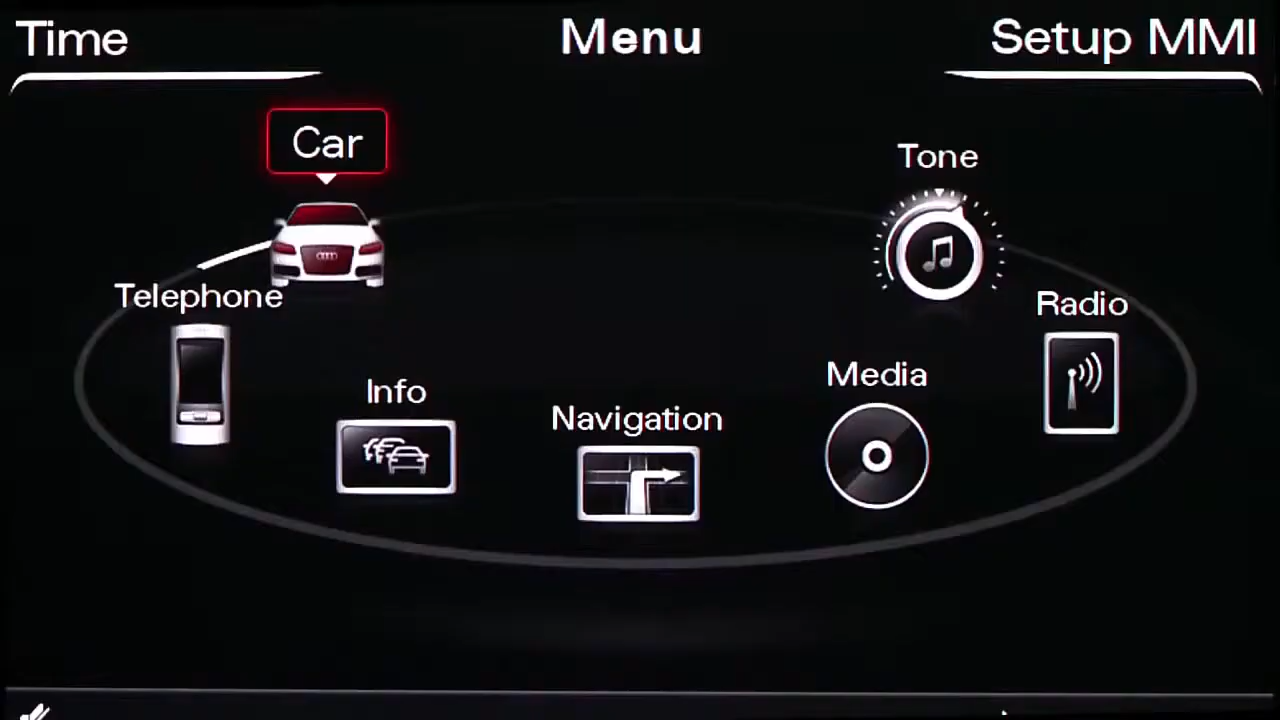 Time
Menu
Setup MMI
Car
Tone
Telephone
Radio
Media
Info
Navigation